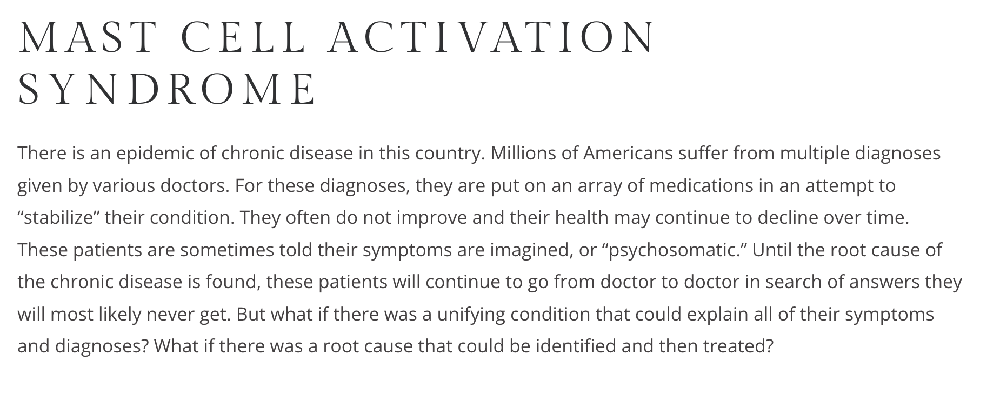 MAST CELL ACTIVATION
SYNDROME
There is an epidemic of chronic disease in this country. Millions of Americans suffer from multiple diagnoses
given by various doctors. For these diagnoses, they are put on an array of medications in an attempt to
“stabilize” their condition. They often do not improve and their health may continue to decline over time.
These patients are sometimes told their symptoms are imagined, or “psychosomatic.” Until the root cause of
the chronic disease is found, these patients will continue to go from doctor to doctor in search of answers they
will most likely never get. But what if there was a unifying condition that could explain all of their symptoms
and diagnoses? What if there was a root cause that could be identified and then treated?